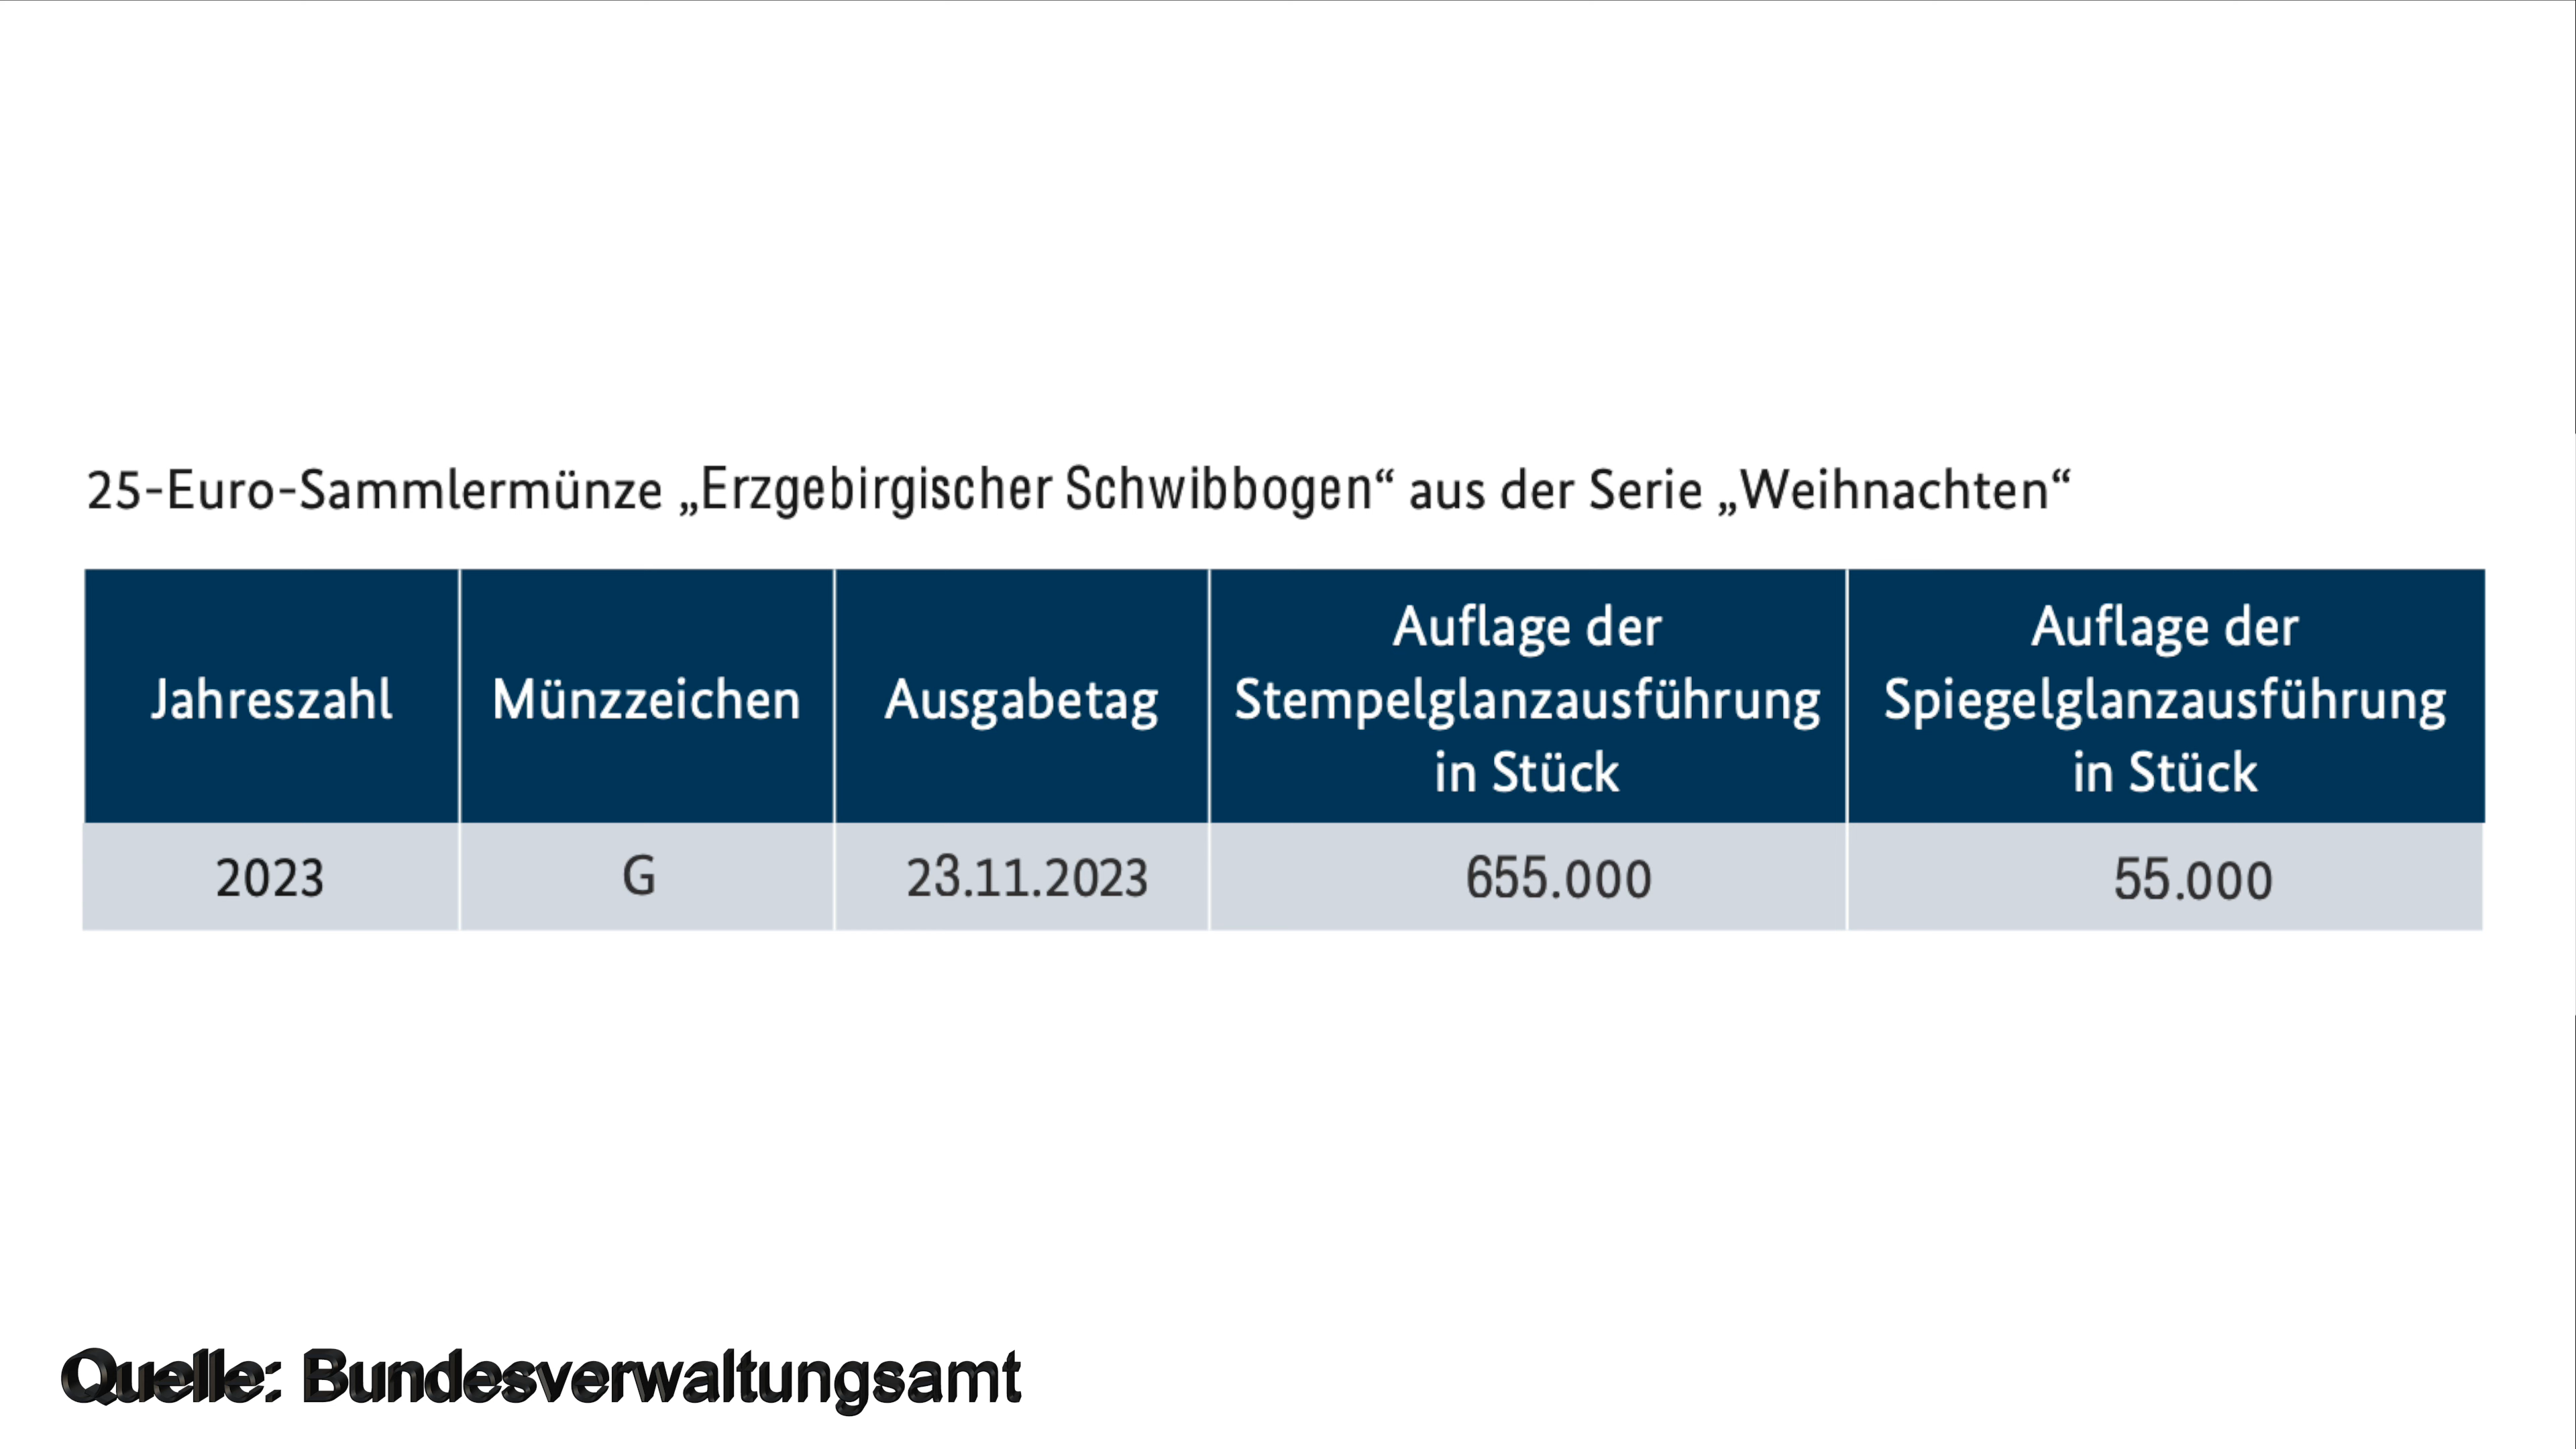 25-Euro-Sammlermünze „Erzgebirgischer Schwibbogen“ aus der Serie „Weihnachten“
Jahreszahl
Münzzeichen
Ausgabetag
Auflage der
Stempelglanzausführung
in Stück
Auflage der
Spiegelglanzausführung
in Stück
2023
G
23.11.2023
655.000
55.000
Quelle: Bundesverwaltungsamt